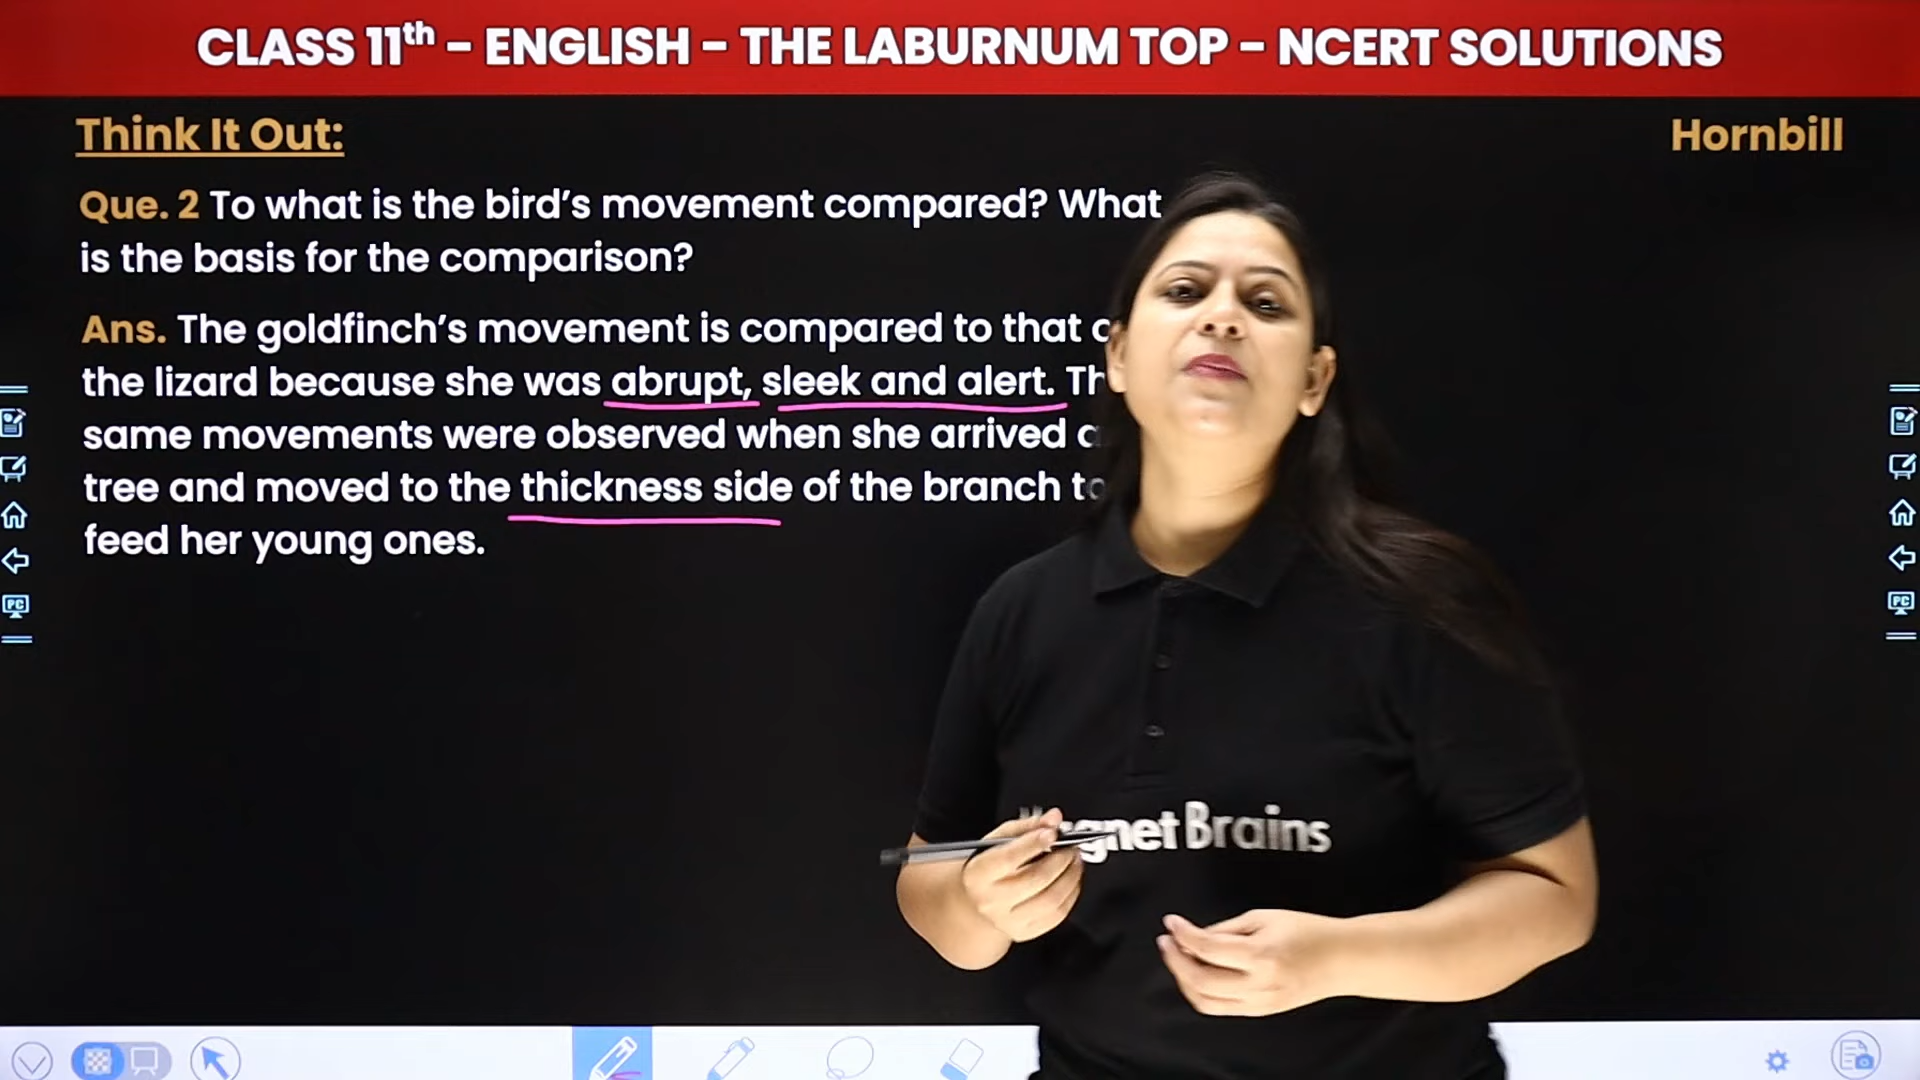 CLASS 11th – ENGLISH – THE LABURNUM TOP – NCERT SOLUTIONS
Think It Out:
Hornbill
Que. 2 To what is the bird's movement compared? What
is the basis for the comparison?
Ans. The goldfinch's movement is compared to that
the lizard because she was abrupt, sleek and alert.
same movements were observed when she arrived
tree and moved to the thickness side of the branch
feed her young ones.
gnet Brains
PC
PC